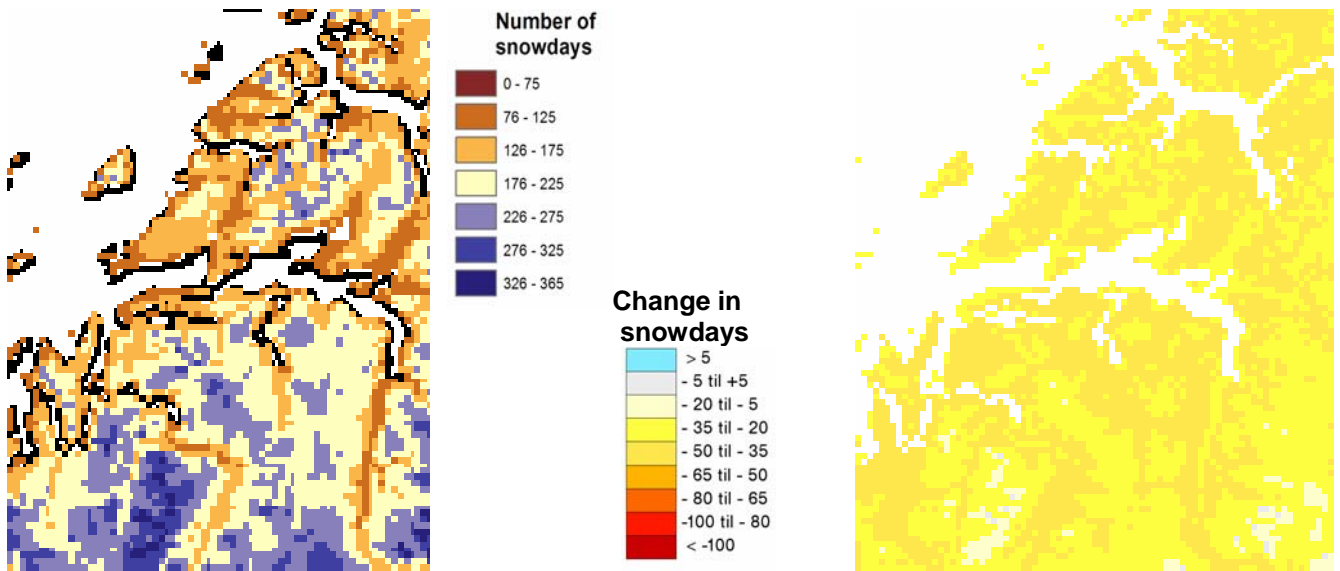 Number of
snowdays
0 - 75
76 - 125
126 - 175
176 - 225
226 - 275
276 - 325
326 - 365
Change in
snowdays
> 5
- 5 til +5
- 20 til - 5
- 35 til - 20
- 50 til - 35
- 65 til - 50
- 80 til - 65
-100 til - 80
< -100